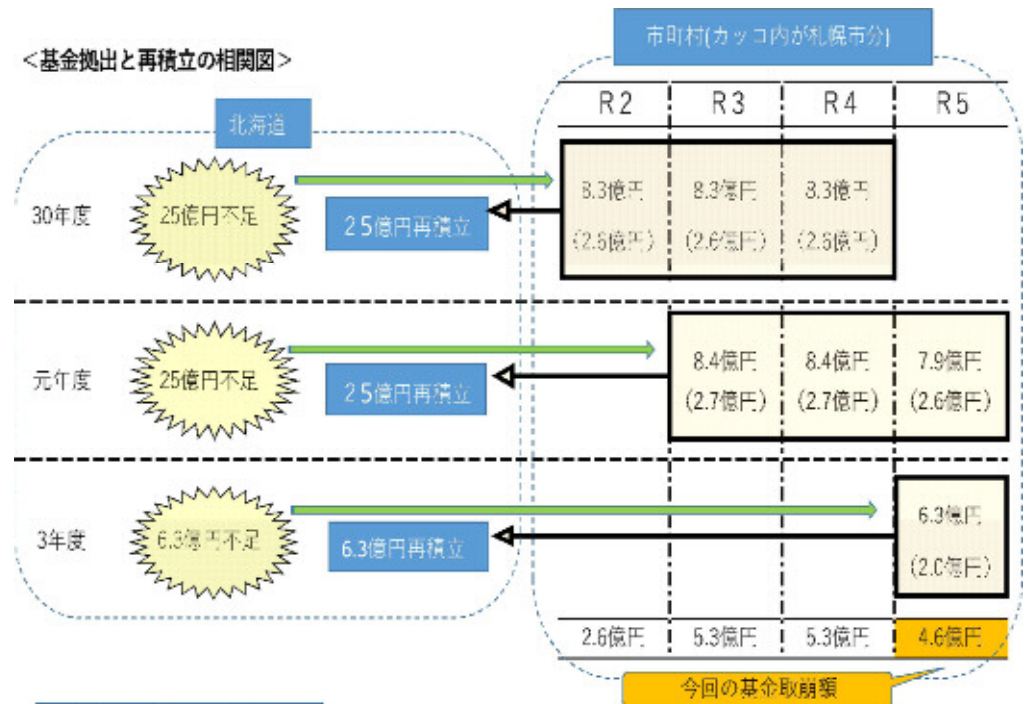 市町村(カッコ内が札幌市分)
<基金拠出と再積立の相関図>
R2 R3 R4 R5
北海道
30年度 25億円不足 25億円再積立 8.3億円 8.3億円 8.3億円
(2.6億円) (2.6億円) (2.6億円)
元年度 25億円不足 25億円再積立 8.4億円 8.4億円 7.9億円
(2.7億円) (2.7億円) (2.6億円)
3年度 6.3億円不足 6.3億円再積立 6.3億円
(2.0億円)
2.6億円 5.3億円 5.3億円 4.6億円
今回の基金取崩額